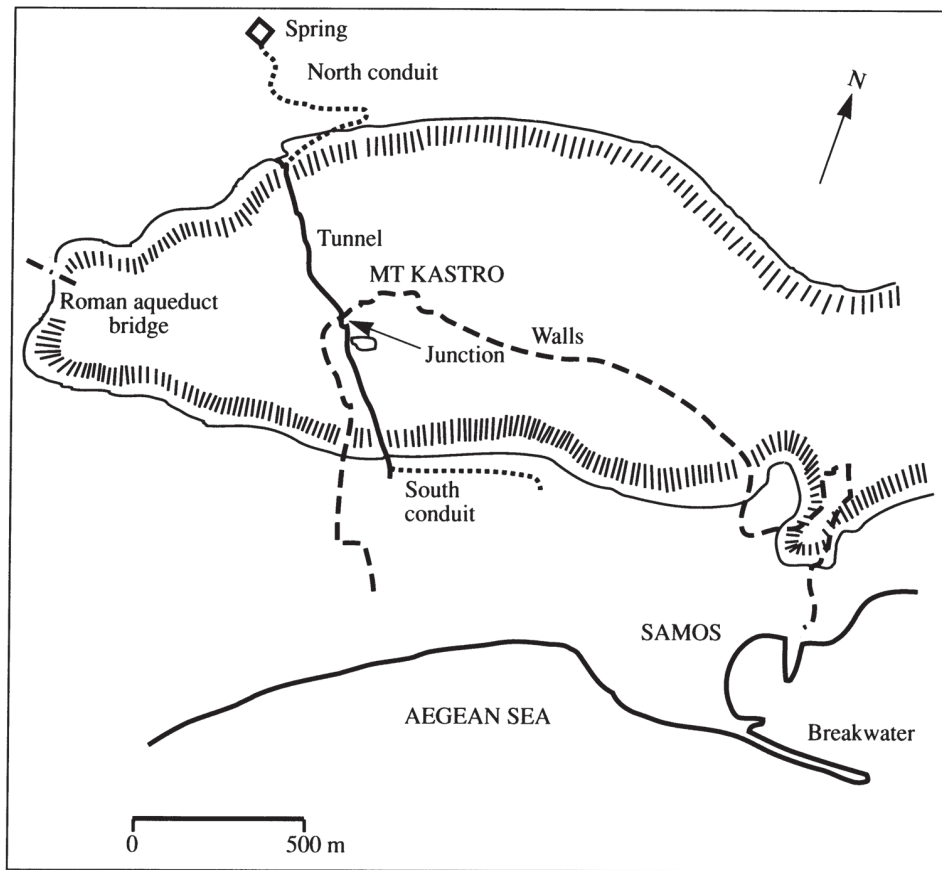 Spring
North conduit
N
Tunnel
MT KASTRO
Roman aqueduct
bridge
Walls
Junction
South
conduit
SAMOS
AEGEAN SEA
Breakwater
0
500 m